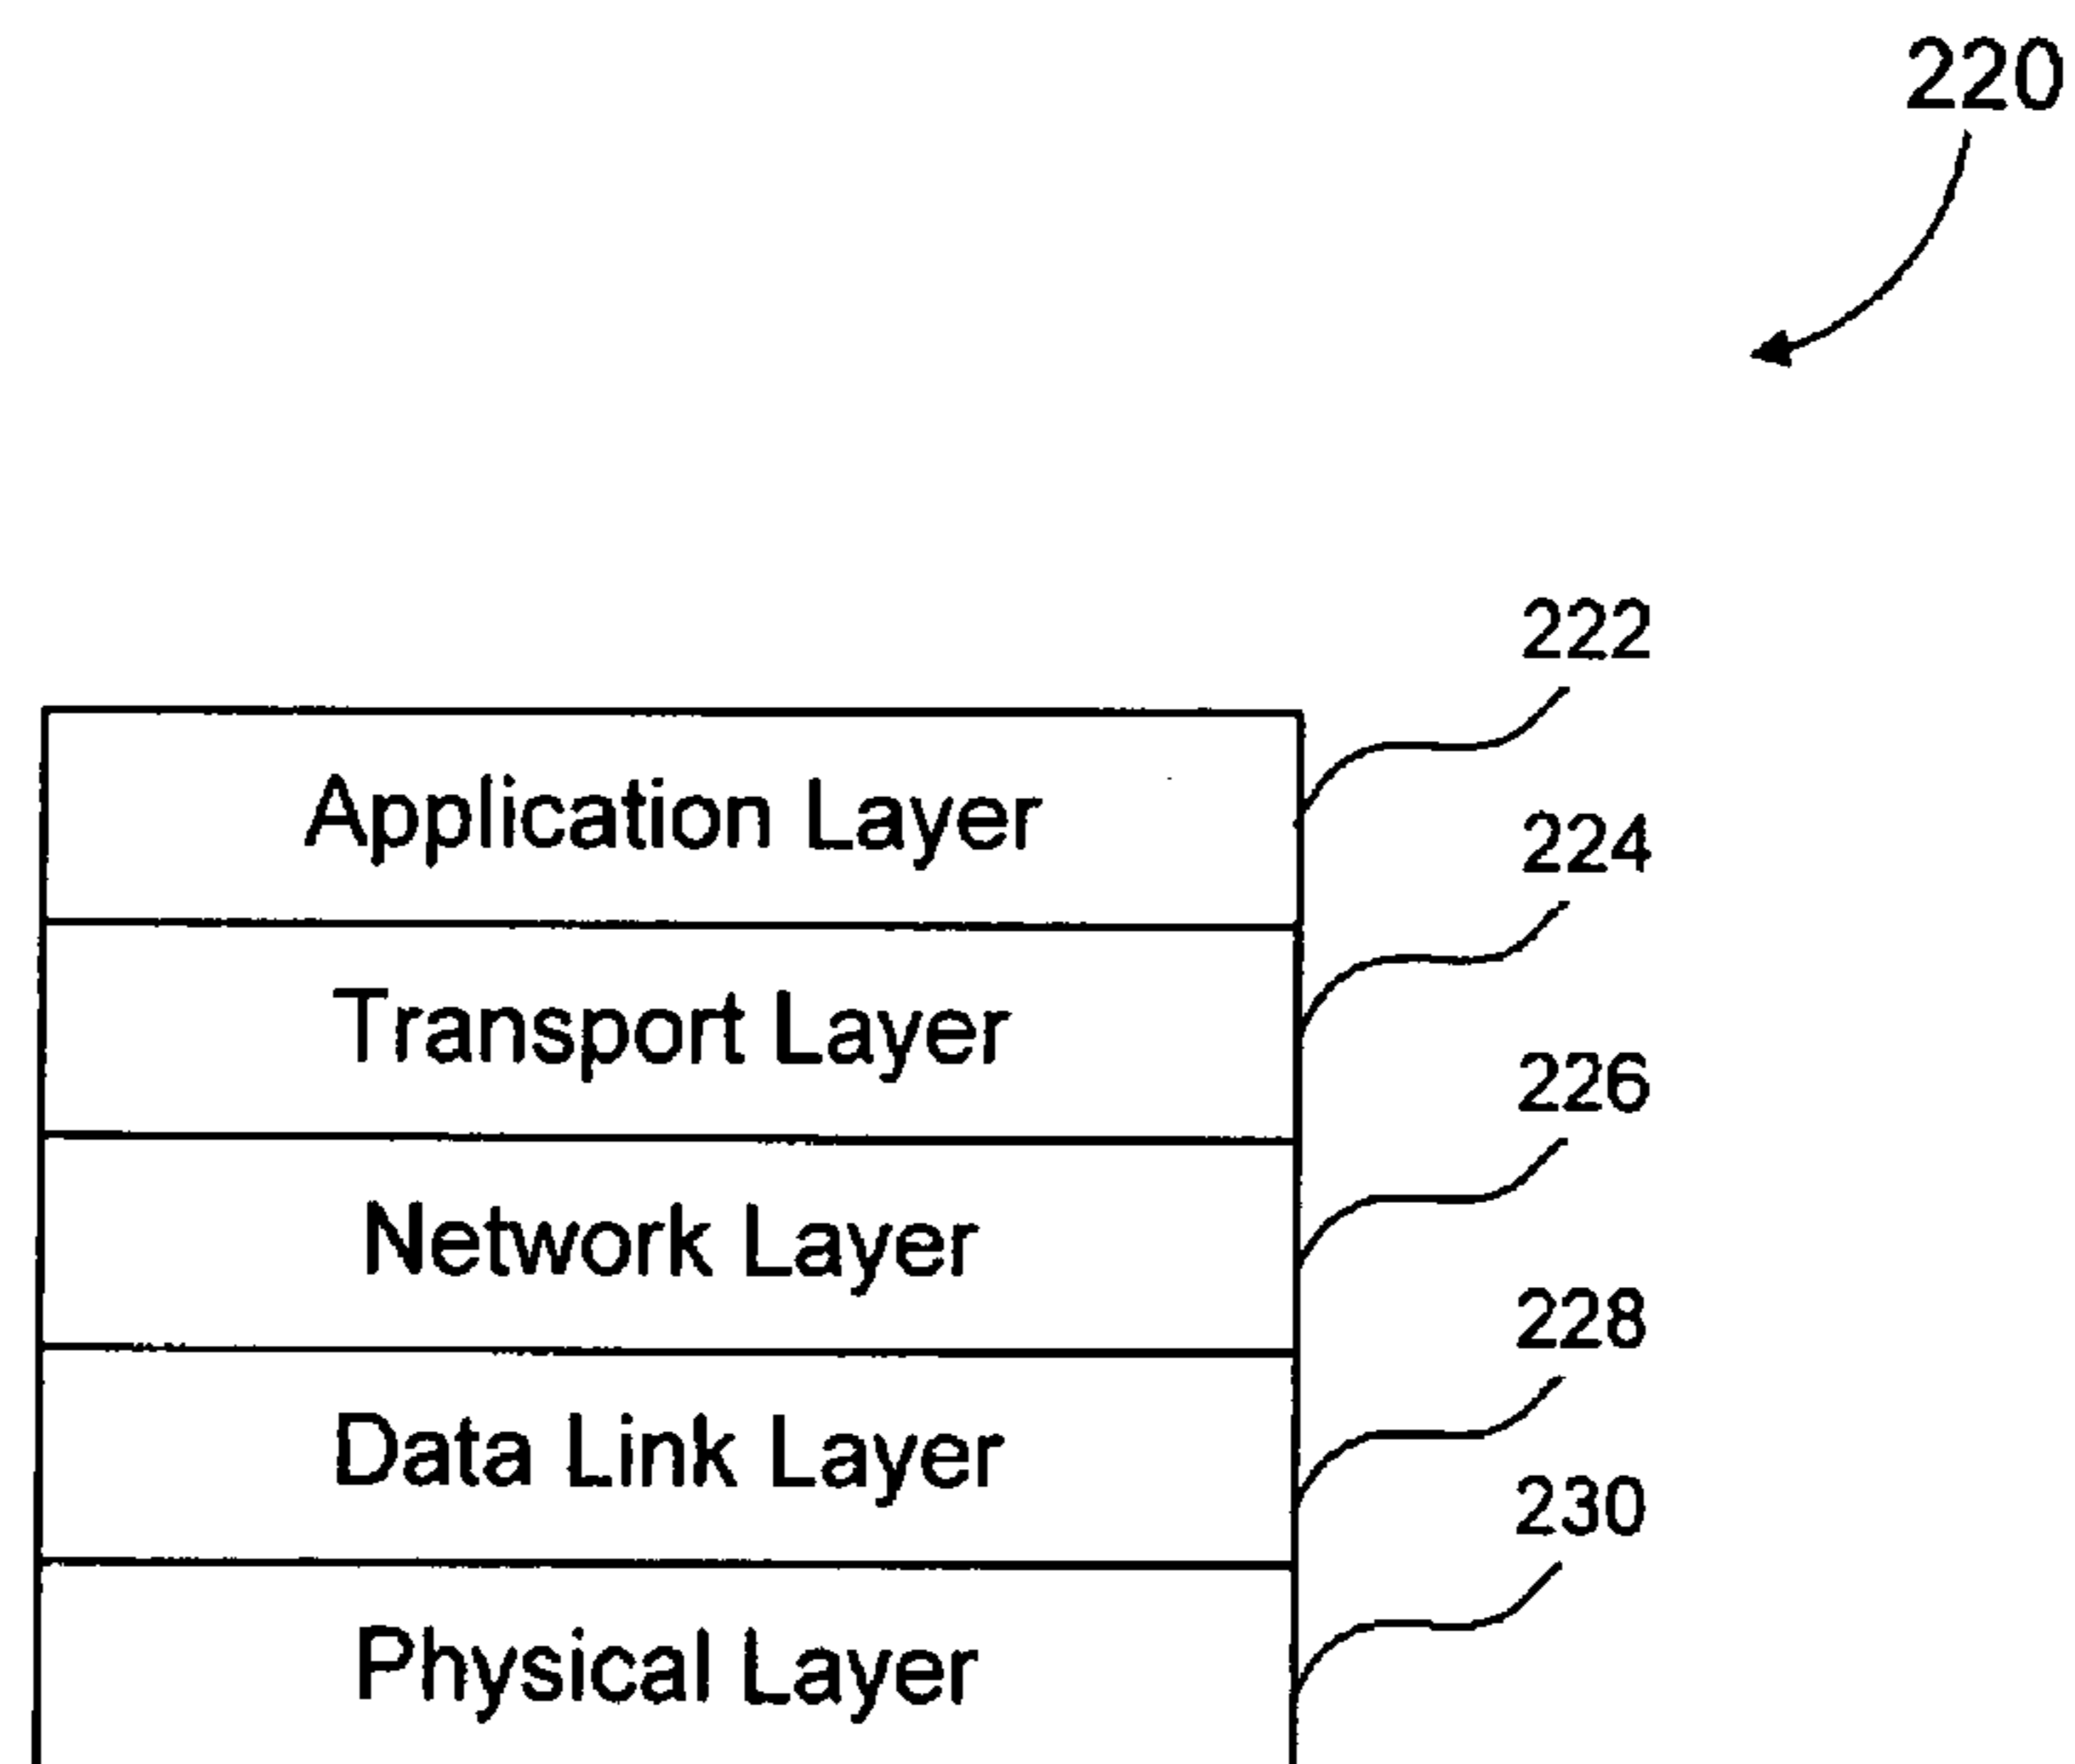 220
222
Application Layer
224
Transport Layer
226
Network Layer
228
Data Link Layer
230
Physical Layer